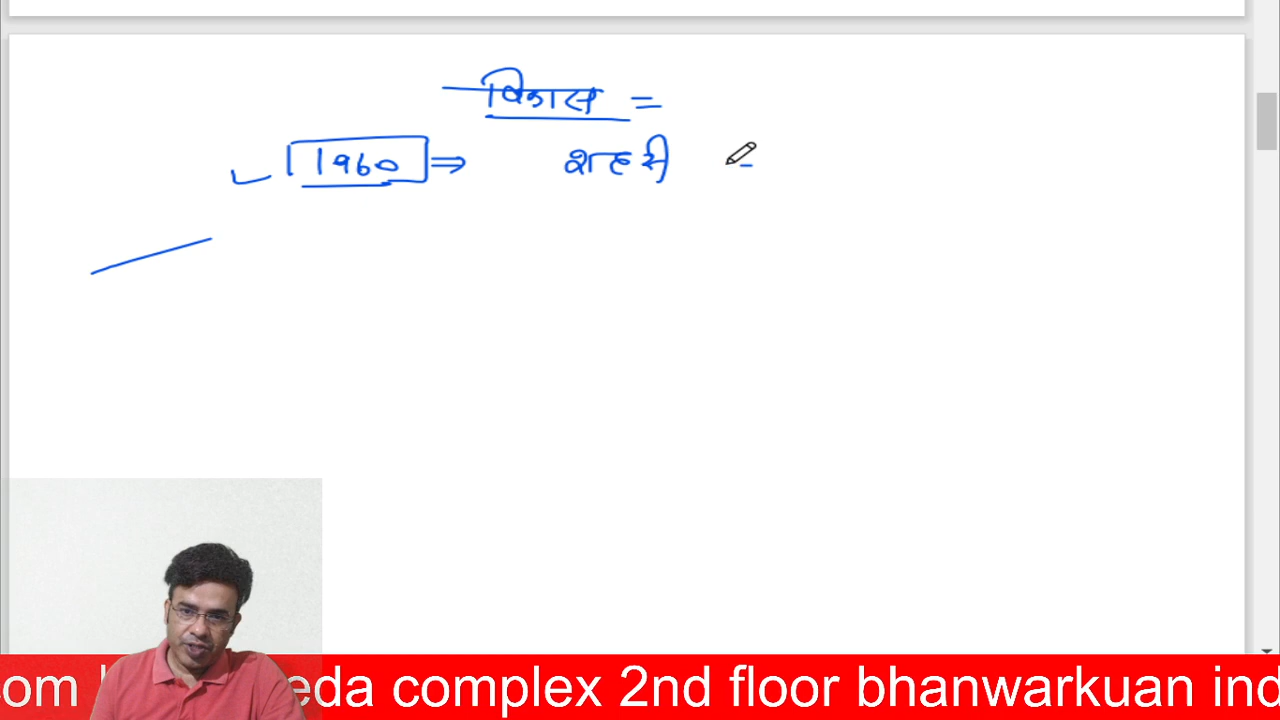 विकास =
1960 ⇒ शहरी -
com eda complex 2nd floor bhanwarkuan ind